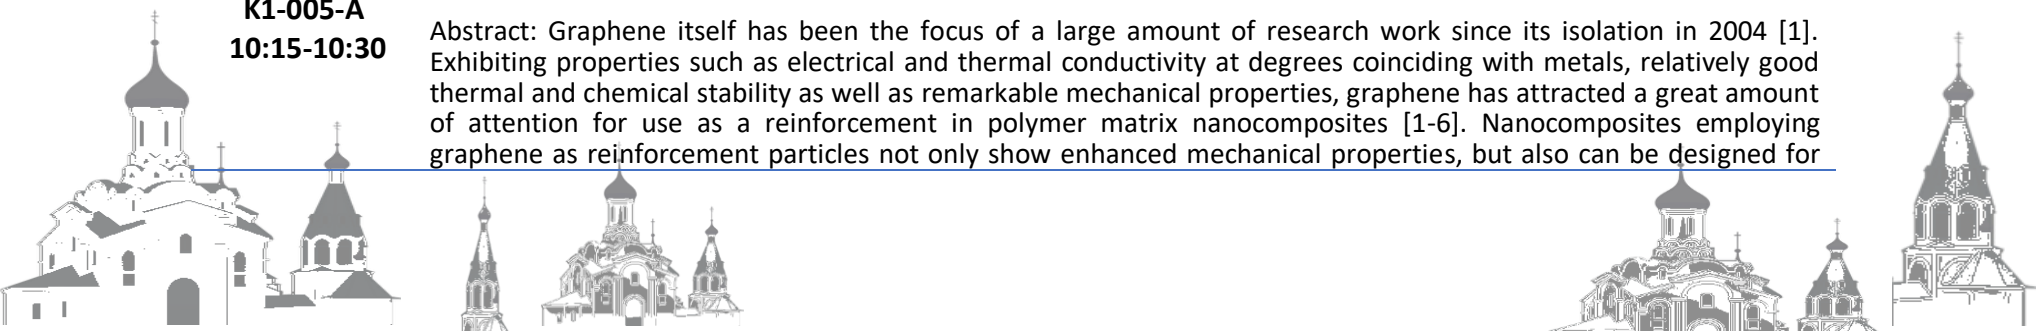 K1-005-A
10:15-10:30
Abstract: Graphene itself has been the focus of a large amount of research work since its isolation in 2004 [1].
Exhibiting properties such as electrical and thermal conductivity at degrees coinciding with metals, relatively good
thermal and chemical stability as well as remarkable mechanical properties, graphene has attracted a great amount
of attention for use as a reinforcement in polymer matrix nanocomposites [1-6]. Nanocomposites employing
graphene as reinforcement particles not only show enhanced mechanical properties, but also can be designed for